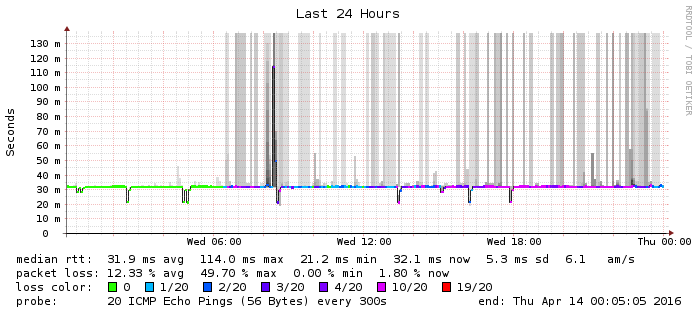 Last 24 Hours
RRDTOOL / TOBI OETIKER
Seconds
130 m
120 m
110 m
100 m
90 m
80 m
70 m
60 m
50 m
40 m
30 m
20 m
10 m
0
Wed 06:00 Wed 12:00 Wed 18:00 Thu 00:00
median rtt: 31.9 ms avg 114.0 ms max 21.2 ms min 32.1 ms now 5.3 ms sd 6.1 am/s
packet loss: 12.33 % avg 49.70 % max 0.00 % min 1.80 % now
loss color: 0 1/20 2/20 3/20 4/20 10/20 19/20
probe: 20 ICMP Echo Pings (56 Bytes) every 300s end: Thu Apr 14 00:05:05 2016